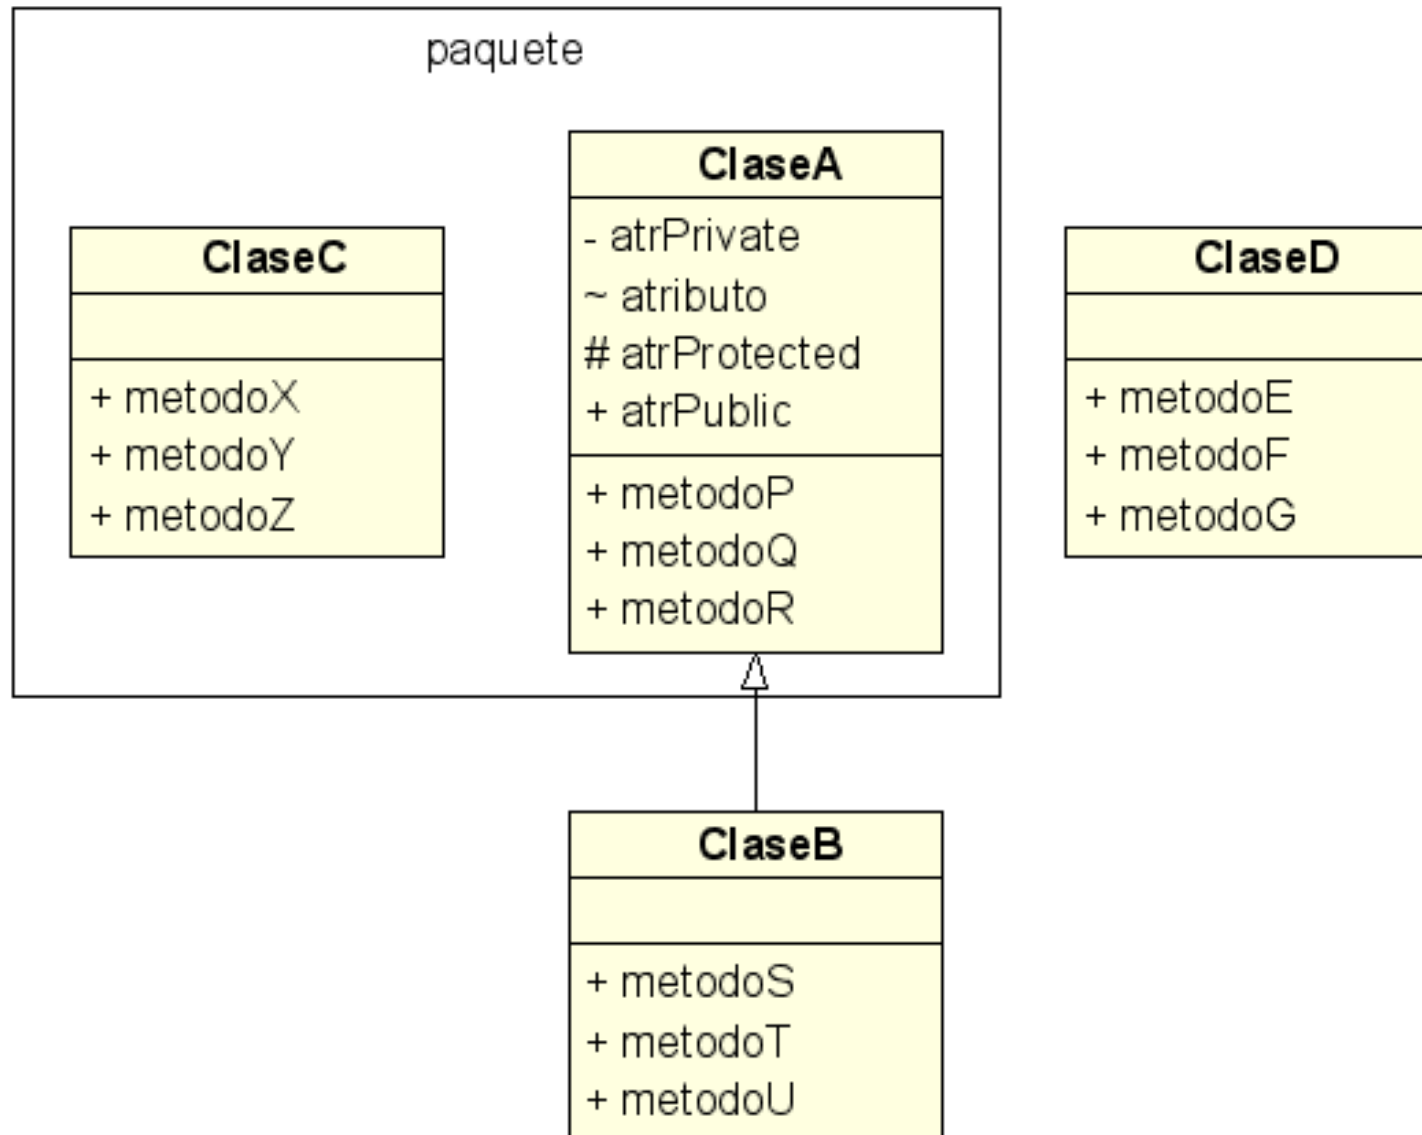 paquete
ClaseA
- atrPrivate
~ atributo
# atrProtected
+ atrPublic
+ metodoP
+ metodoQ
+ metodoR
ClaseC
+ metodoX
+ metodoY
+ metodoZ
ClaseD
+ metodoE
+ metodoF
+ metodoG
ClaseB
+ metodoS
+ metodoT
+ metodoU